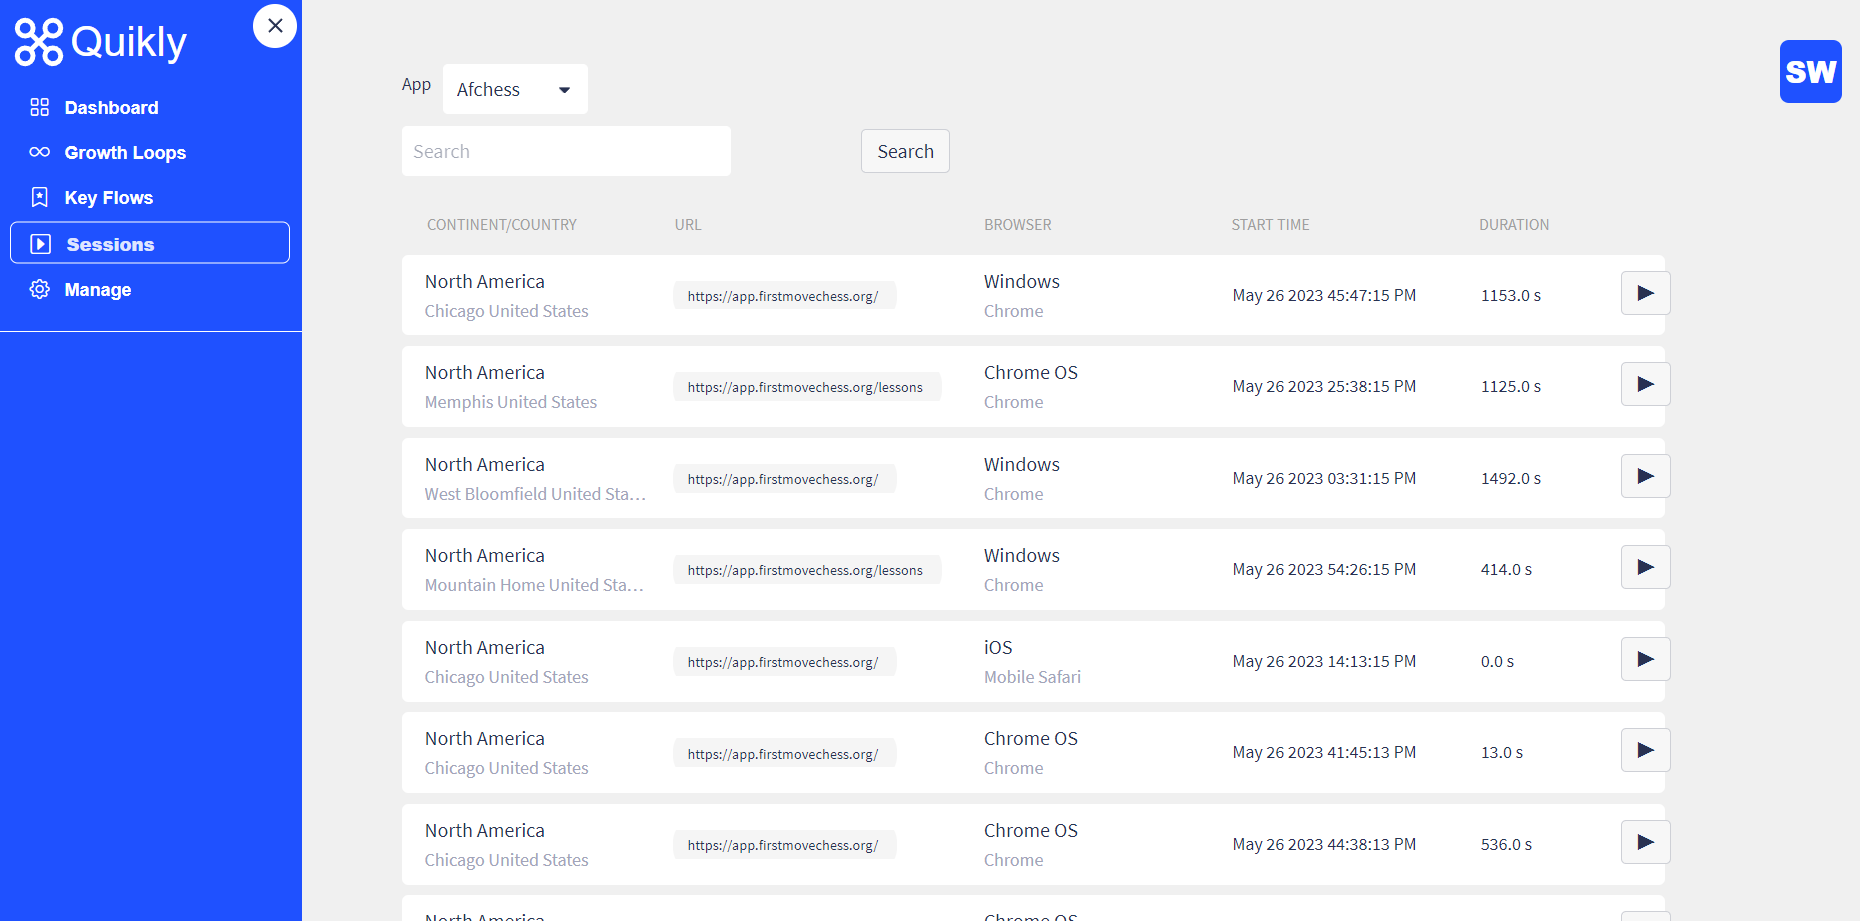 Quikly
Dashboard
Growth Loops
Key Flows
Sessions
Manage
SW
App
Afchess
Search
Search
CONTINENT/COUNTRY URL BROWSER START TIME DURATION
North America
Chicago United States
https://app.firstmovechess.org/
Windows
Chrome
May 26 2023 45:47:15 PM
1153.0 s
North America
Memphis United States
https://app.firstmovechess.org/lessons
Chrome OS
Chrome
May 26 2023 25:38:15 PM
1125.0 s
North America
West Bloomfield United Sta...
https://app.firstmovechess.org/
Windows
Chrome
May 26 2023 03:31:15 PM
1492.0 s
North America
Mountain Home United Sta...
https://app.firstmovechess.org/lessons
Windows
Chrome
May 26 2023 54:26:15 PM
414.0 s
North America
Chicago United States
https://app.firstmovechess.org/
iOS
Mobile Safari
May 26 2023 14:13:15 PM
0.0 s
North America
Chicago United States
https://app.firstmovechess.org/
Chrome OS
Chrome
May 26 2023 41:45:13 PM
13.0 s
North America
Chicago United States
https://app.firstmovechess.org/
Chrome OS
Chrome
May 26 2023 44:38:13 PM
536.0 s
North America
Chrome OS